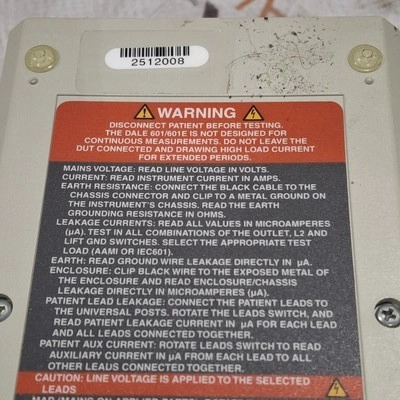 2512008
WARNING
DISCONNECT PATIENT BEFORE TESTING.
THE DALE 601/601E IS NOT DESIGNED FOR
CONTINUOUS MEASUREMENTS. DO NOT LEAVE THE
DUT CONNECTED AND DRAWING HIGH LOAD CURRENT
FOR EXTENDED PERIODS.
MAINS VOLTAGE: READ LINE VOLTAGE IN VOLTS.
CURRENT: READ INSTRUMENT CURRENT IN AMPS.
EARTH RESISTANCE: CONNECT THE BLACK CABLE TO THE
CHASSIS CONNECTOR AND CLIP TO A METAL GROUND ON
THE INSTRUMENT'S CHASSIS. READ THE EARTH
GROUNDING RESISTANCE IN OHMS.
LEAKAGE CURRENTS: READ ALL VALUES IN MICROAMPERES
(µA). TEST IN ALL COMBINATIONS OF THE OUTLET, L2 AND
LIFT GND SWITCHES. SELECT THE APPROPRIATE TEST
LOAD (AAMI OR IEC601).
EARTH: READ GROUND WIRE LEAKAGE DIRECTLY IN µA.
ENCLOSURE: CLIP BLACK WIRE TO THE EXPOSED METAL OF
THE ENCLOSURE AND READ ENCLOSURE/CHASSIS
LEAKAGE DIRECTLY IN MICROAMPERES (µA).
PATIENT LEAD LEAKAGE: CONNECT THE PATIENT LEADS TO
THE UNIVERSAL POSTS. ROTATE THE LEADS SWITCH, AND
READ PATIENT LEAKAGE CURRENT IN µA FOR EACH LEAD
AND ALL LEADS CONNECTED TOGETHER.
PATIENT AUX CURRENT: ROTATE LEADS SWITCH TO READ
AUXILIARY CURRENT IN µA FROM EACH LEAD TO ALL
OTHER LEADS CONNECTED TOGETHER.
CAUTION: LINE VOLTAGE IS APPLIED TO THE SELECTED
LEADS